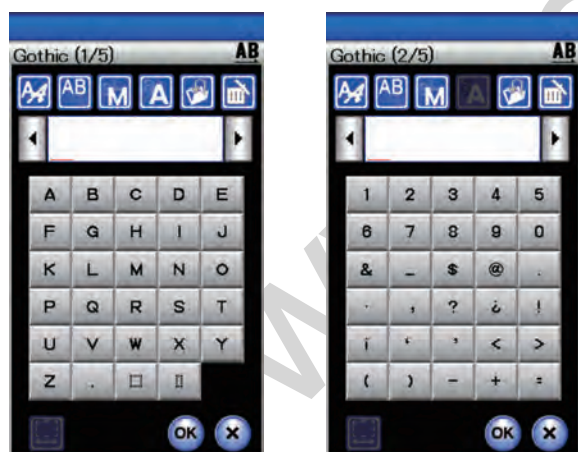 Gothic (1/5) AB
A A AB M A
A B C D E
F G H I J
K L M N O
P Q R S T
U V W X Y
Z .
OK X
Gothic (2/5) AB
A A AB M A
1 2 3 4 5
6 7 8 9 0
& _ $ @ .
· , ? ¿ !
¡ ‘ ’ < >
( ) - + =
OK X